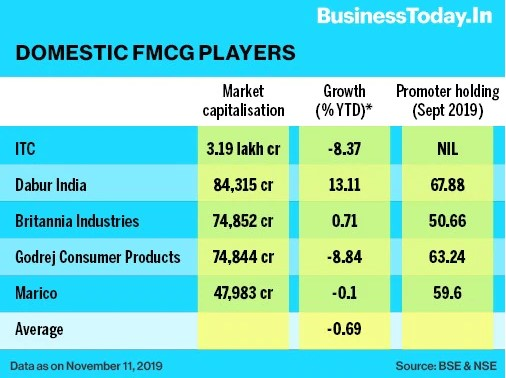 BusinessToday.In
DOMESTIC FMCG PLAYERS
Market capitalisation Growth (% YTD)* Promoter holding (Sept 2019)
ITC 3.19 lakh cr -8.37 NIL
Dabur India 84,315 cr 13.11 67.88
Britannia Industries 74,852 cr 0.71 50.66
Godrej Consumer Products 74,844 cr -8.84 63.24
Marico 47,983 cr -0.1 59.6
Average -0.69
Data as on November 11, 2019 Source: BSE & NSE